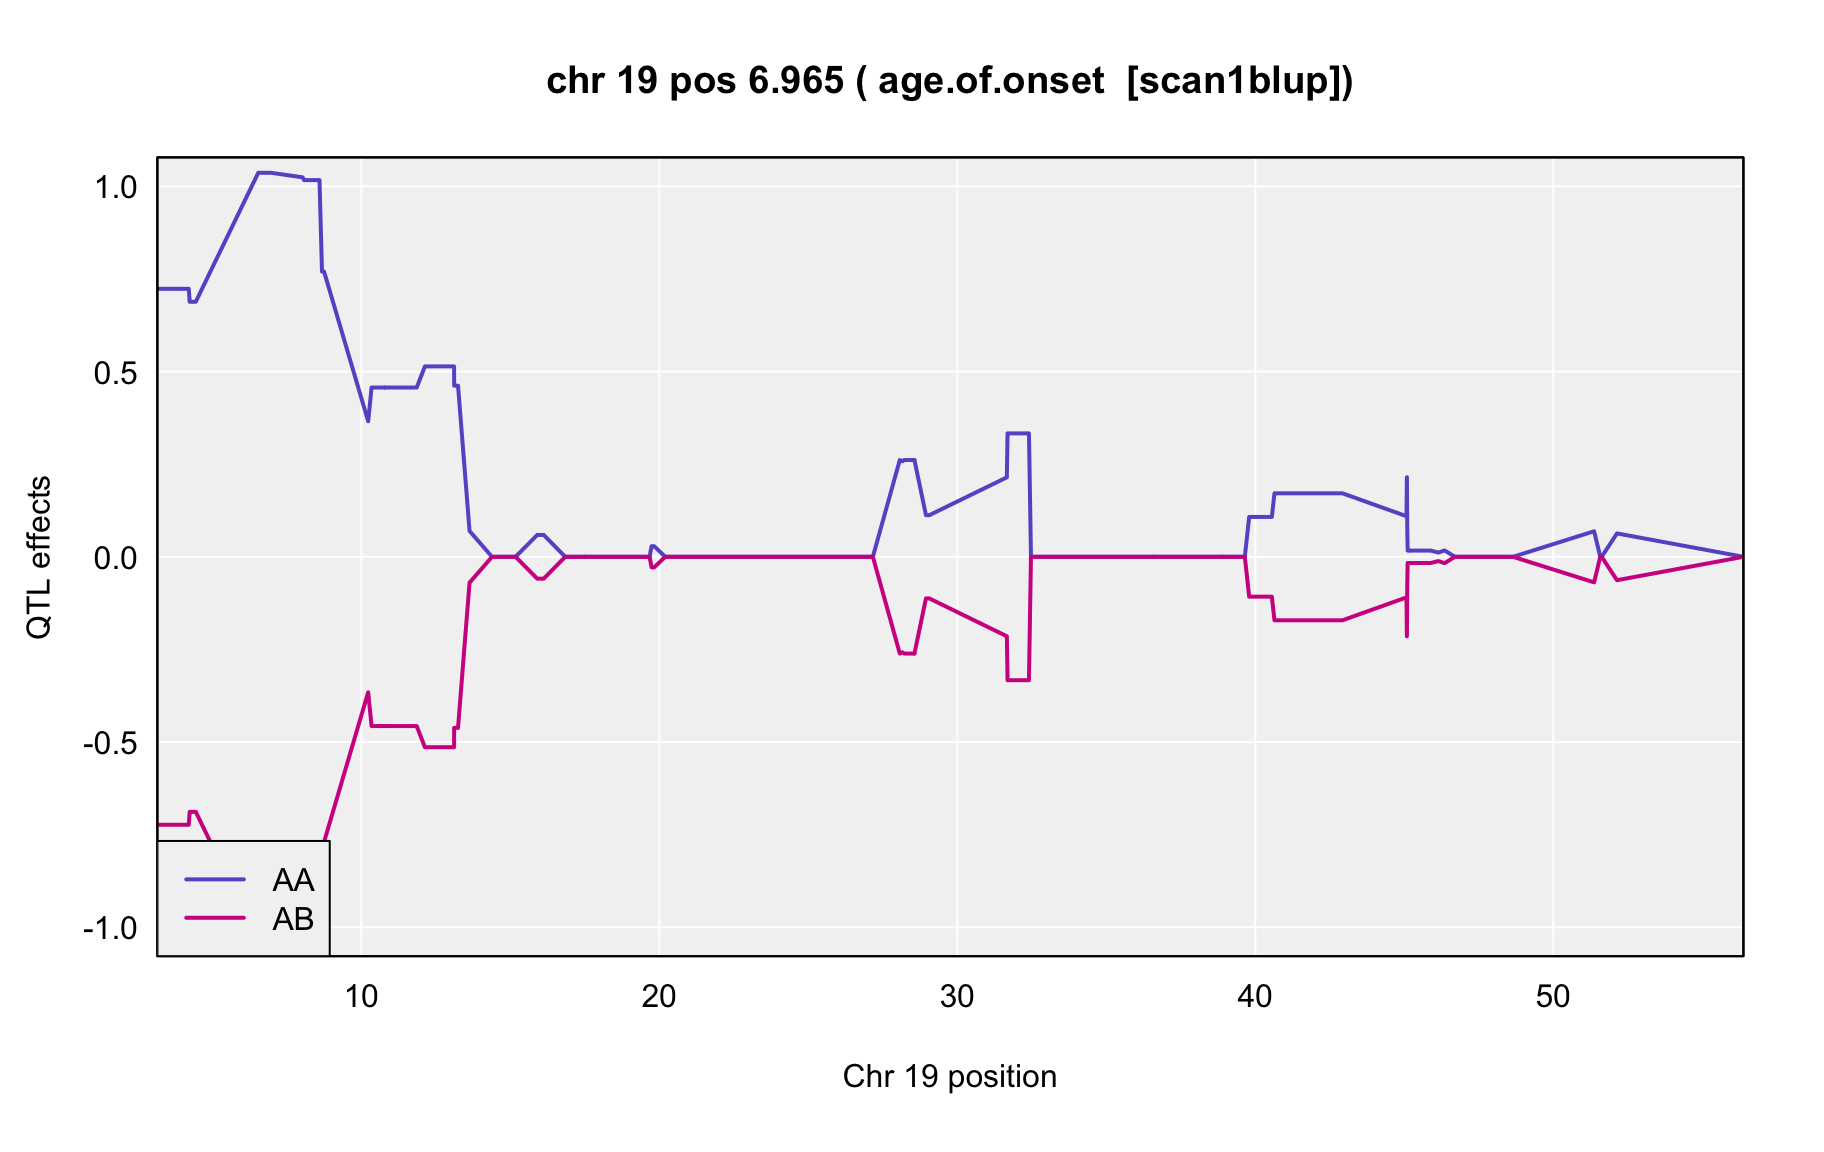 chr 19 pos 6.965 ( age.of.onset  [scan1blup])
QTL effects
1.0
0.5
0.0
-0.5
-1.0
AA
AB
10 20 30 40 50
Chr 19 position